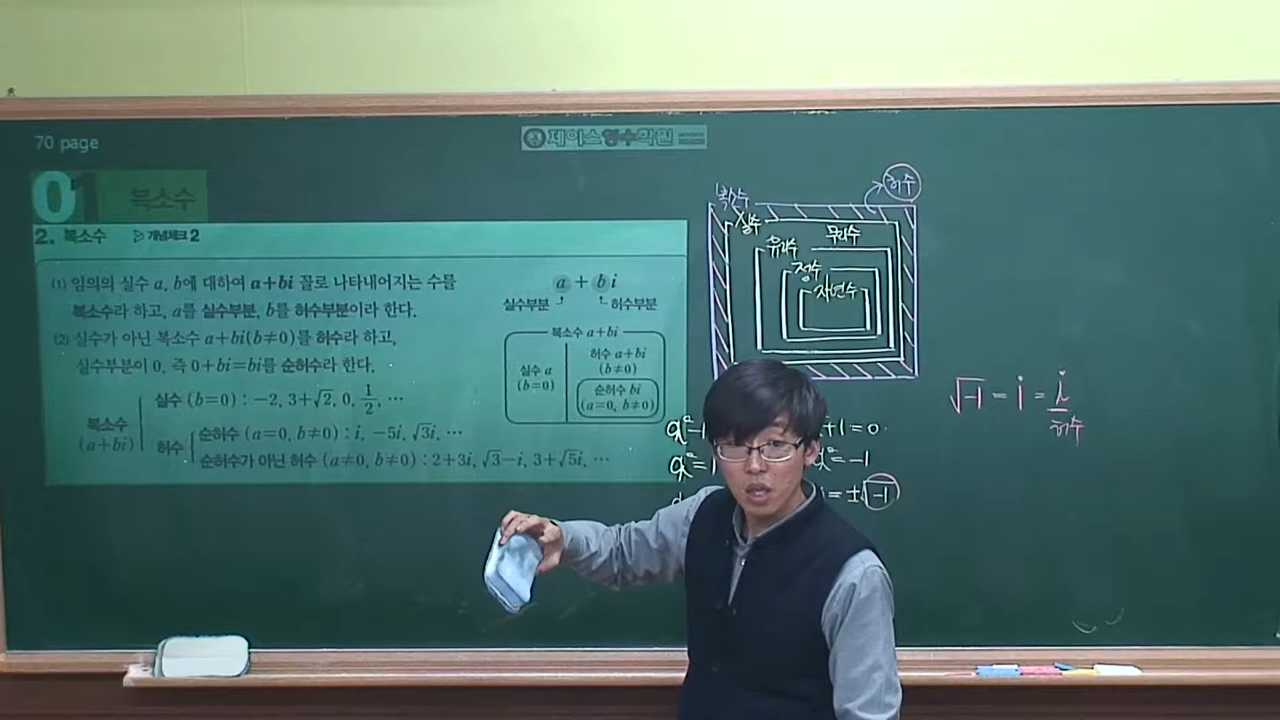 70 page
제이스영수학원
01 복소수
2. 복소수 ▷개념체크 2
(1) 임의의 실수 a, b에 대하여 a+bi 꼴로 나타내어지는 수를
복소수라 하고, a를 실수부분, b를 허수부분이라 한다.
(2) 실수가 아닌 복소수 a+bi(b≠0)를 허수라 하고,
실수부분이 0, 즉 0+bi=bi를 순허수라 한다.
복소수 (a+bi)
실수 (b=0) : -2, 3+√2, 0, 1/2, ⋯
허수
순허수 (a=0, b≠0) : i, -5i, √3i, ⋯
순허수가 아닌 허수 (a≠0, b≠0) : 2+3i, √3-i, 3+√5i, ⋯
a + b i
실수부분 허수부분
복소수 a+bi
실수 a
(b=0)
허수 a+bi
(b≠0)
순허수 bi
(a=0, b≠0)
허수
복소수
실수
무리수
유리수
정수
자연수
+1=0
=1
=-1
=±√-1
√-1 = i = i
허수